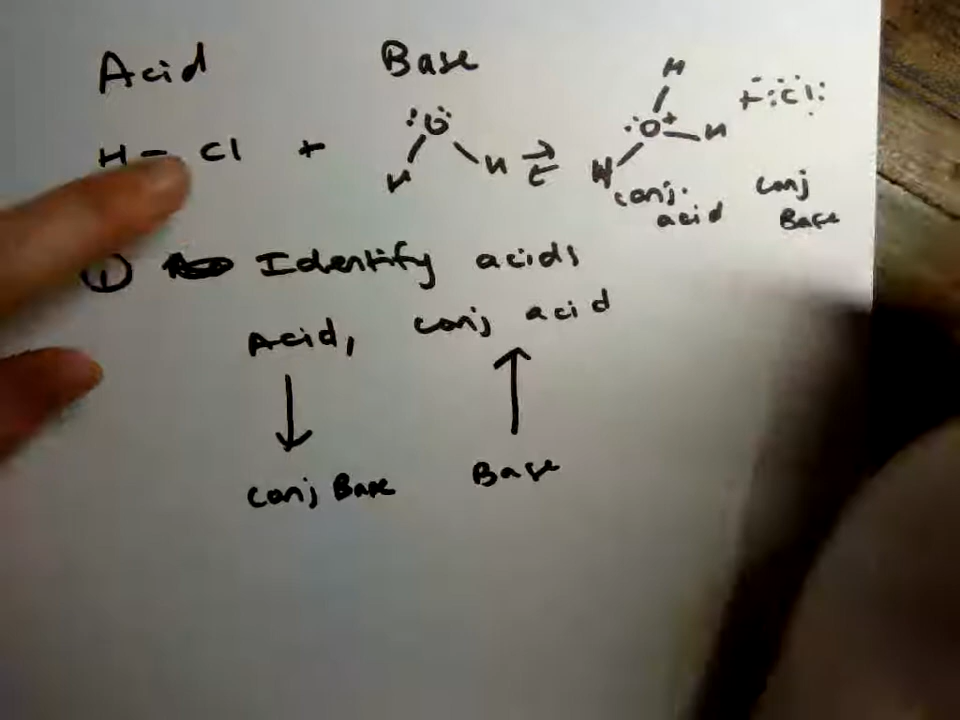 Acid Base
H - Cl + :Ö H H ⇌ :O+ H H H + :Cl:
conj. acid conj Base
① Identify acids
Acid, conj acid
↓ ↑
conj Base Base